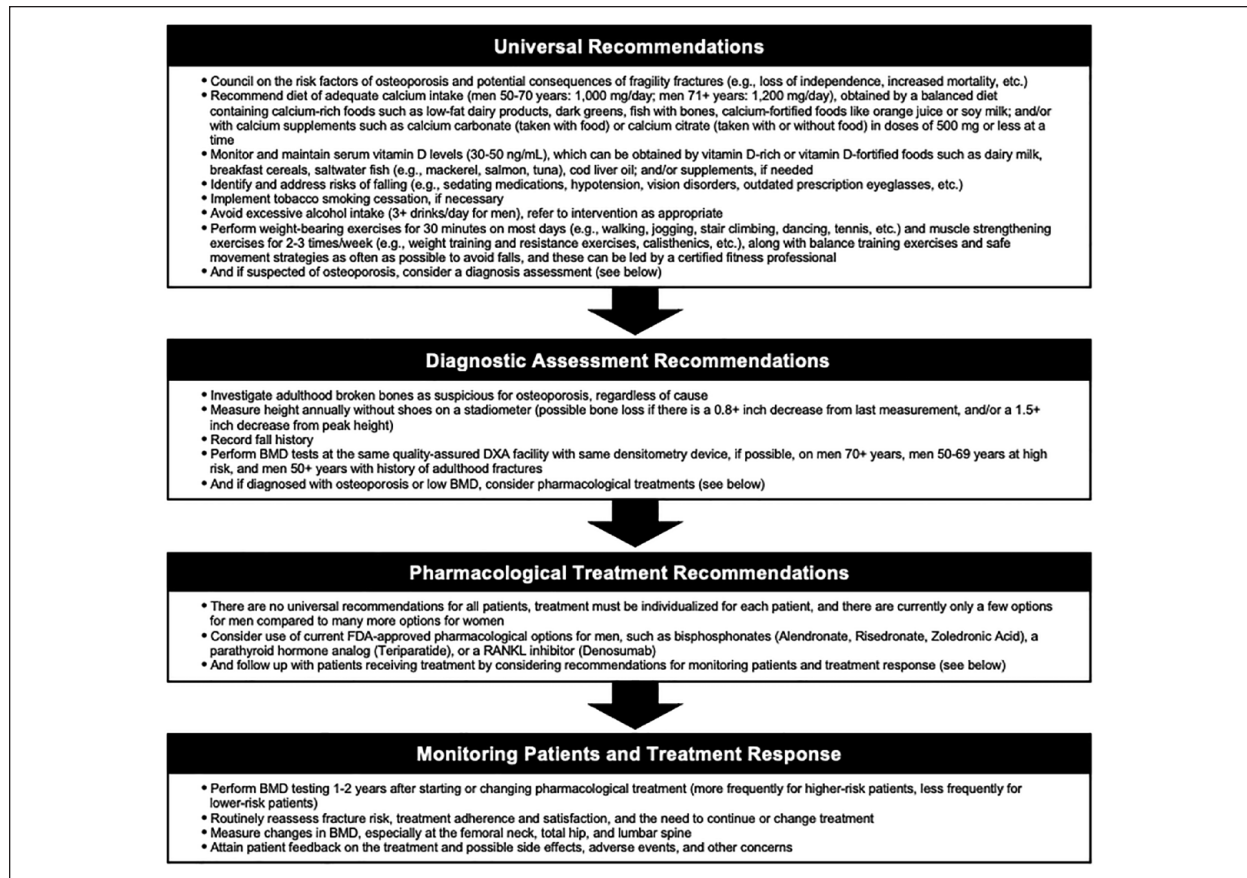 Universal Recommendations
• Council on the risk factors of osteoporosis and potential consequences of fragility fractures (e.g., loss of independence, increased mortality, etc.)
• Recommend diet of adequate calcium intake (men 50-70 years: 1,000 mg/day; men 71+ years: 1,200 mg/day), obtained by a balanced diet
containing calcium-rich foods such as low-fat dairy products, dark greens, fish with bones, calcium-fortified foods like orange juice or soy milk; and/or
with calcium supplements such as calcium carbonate (taken with food) or calcium citrate (taken with or without food) in doses of 500 mg or less at a
time
• Monitor and maintain serum vitamin D levels (30-50 ng/mL), which can be obtained by vitamin D-rich or vitamin D-fortified foods such as dairy milk,
breakfast cereals, saltwater fish (e.g., mackerel, salmon, tuna), cod liver oil; and/or supplements, if needed
• Identify and address risks of falling (e.g., sedating medications, hypotension, vision disorders, outdated prescription eyeglasses, etc.)
• Implement tobacco smoking cessation, if necessary
• Avoid excessive alcohol intake (3+ drinks/day for men), refer to intervention as appropriate
• Perform weight-bearing exercises for 30 minutes on most days (e.g., walking, jogging, stair climbing, dancing, tennis, etc.) and muscle strengthening
exercises for 2-3 times/week (e.g., weight training and resistance exercises, calisthenics, etc.), along with balance training exercises and safe
movement strategies as often as possible to avoid falls, and these can be led by a certified fitness professional
• And if suspected of osteoporosis, consider a diagnosis assessment (see below)
Diagnostic Assessment Recommendations
• Investigate adulthood broken bones as suspicious for osteoporosis, regardless of cause
• Measure height annually without shoes on a stadiometer (possible bone loss if there is a 0.8+ inch decrease from last measurement, and/or a 1.5+
inch decrease from peak height)
• Record fall history
• Perform BMD tests at the same quality-assured DXA facility with same densitometry device, if possible, on men 70+ years, men 50-69 years at high
risk, and men 50+ years with history of adulthood fractures
• And if diagnosed with osteoporosis or low BMD, consider pharmacological treatments (see below)
Pharmacological Treatment Recommendations
• There are no universal recommendations for all patients, treatment must be individualized for each patient, and there are currently only a few options
for men compared to many more options for women
• Consider use of current FDA-approved pharmacological options for men, such as bisphosphonates (Alendronate, Risedronate, Zoledronic Acid), a
parathyroid hormone analog (Teriparatide), or a RANKL inhibitor (Denosumab)
• And follow up with patients receiving treatment by considering recommendations for monitoring patients and treatment response (see below)
Monitoring Patients and Treatment Response
• Perform BMD testing 1-2 years after starting or changing pharmacological treatment (more frequently for higher-risk patients, less frequently for
lower-risk patients)
• Routinely reassess fracture risk, treatment adherence and satisfaction, and the need to continue or change treatment
• Measure changes in BMD, especially at the femoral neck, total hip, and lumbar spine
• Attain patient feedback on the treatment and possible side effects, adverse events, and other concerns